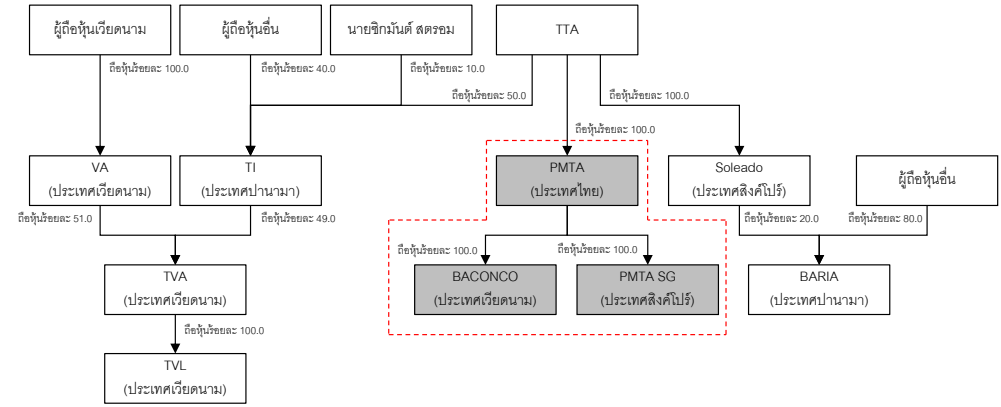 ผู้ถือหุ้นเวียดนาม
ผู้ถือหุ้นอื่น
นายซิกมันต์ สตรอม
TTA
ถือหุ้นร้อยละ 100.0
ถือหุ้นร้อยละ 40.0
ถือหุ้นร้อยละ 10.0
ถือหุ้นร้อยละ 50.0
ถือหุ้นร้อยละ 100.0
ถือหุ้นร้อยละ 100.0
VA
(ประเทศเวียดนาม)
TI
(ประเทศปานามา)
PMTA
(ประเทศไทย)
Soleado
(ประเทศสิงค์โปร์)
ผู้ถือหุ้นอื่น
ถือหุ้นร้อยละ 51.0
ถือหุ้นร้อยละ 49.0
ถือหุ้นร้อยละ 20.0
ถือหุ้นร้อยละ 80.0
ถือหุ้นร้อยละ 100.0
ถือหุ้นร้อยละ 100.0
TVA
(ประเทศเวียดนาม)
BACONCO
(ประเทศเวียดนาม)
PMTA SG
(ประเทศสิงค์โปร์)
BARIA
(ประเทศปานามา)
ถือหุ้นร้อยละ 100.0
TVL
(ประเทศเวียดนาม)